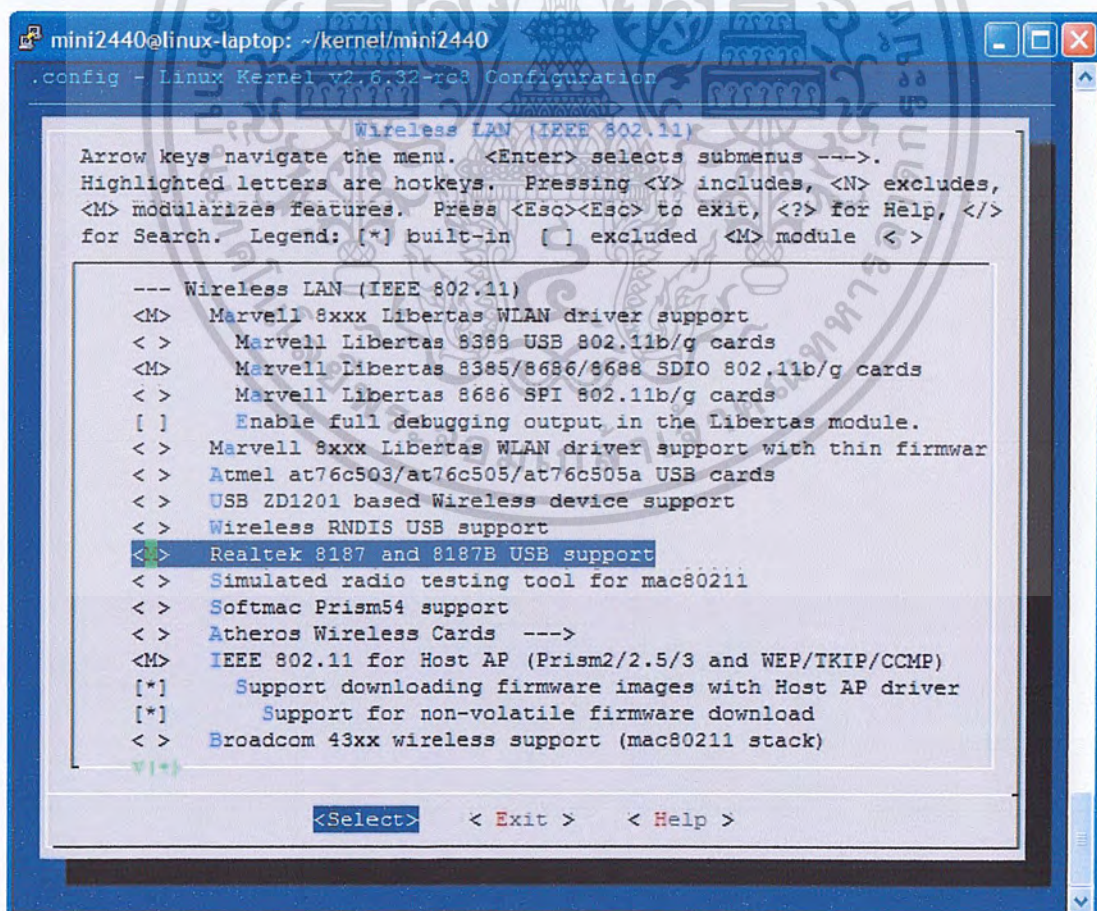 mini2440@linux-laptop: ~/kernel/mini2440
.config - Linux Kernel v2.6.32-rc8 Configuration
Wireless LAN (IEEE 802.11)
Arrow keys navigate the menu. <Enter> selects submenus --->.
Highlighted letters are hotkeys. Pressing <Y> includes, <N> excludes,
<M> modularizes features. Press <Esc><Esc> to exit, <?> for Help, </>
for Search. Legend: [*] built-in [ ] excluded <M> module < >
--- Wireless LAN (IEEE 802.11)
<M> Marvell 8xxx Libertas WLAN driver support
< > Marvell Libertas 8388 USB 802.11b/g cards
<M> Marvell Libertas 8385/8686/8688 SDIO 802.11b/g cards
< > Marvell Libertas 8686 SPI 802.11b/g cards
[ ] Enable full debugging output in the Libertas module.
< > Marvell 8xxx Libertas WLAN driver support with thin firmwar
< > Atmel at76c503/at76c505/at76c505a USB cards
< > USB ZD1201 based Wireless device support
< > Wireless RNDIS USB support
<M> Realtek 8187 and 8187B USB support
< > Simulated radio testing tool for mac80211
< > Softmac Prism54 support
< > Atheros Wireless Cards --->
<M> IEEE 802.11 for Host AP (Prism2/2.5/3 and WEP/TKIP/CCMP)
[*] Support downloading firmware images with Host AP driver
[*] Support for non-volatile firmware download
< > Broadcom 43xx wireless support (mac80211 stack)
v(+)
<Select> < Exit > < Help >